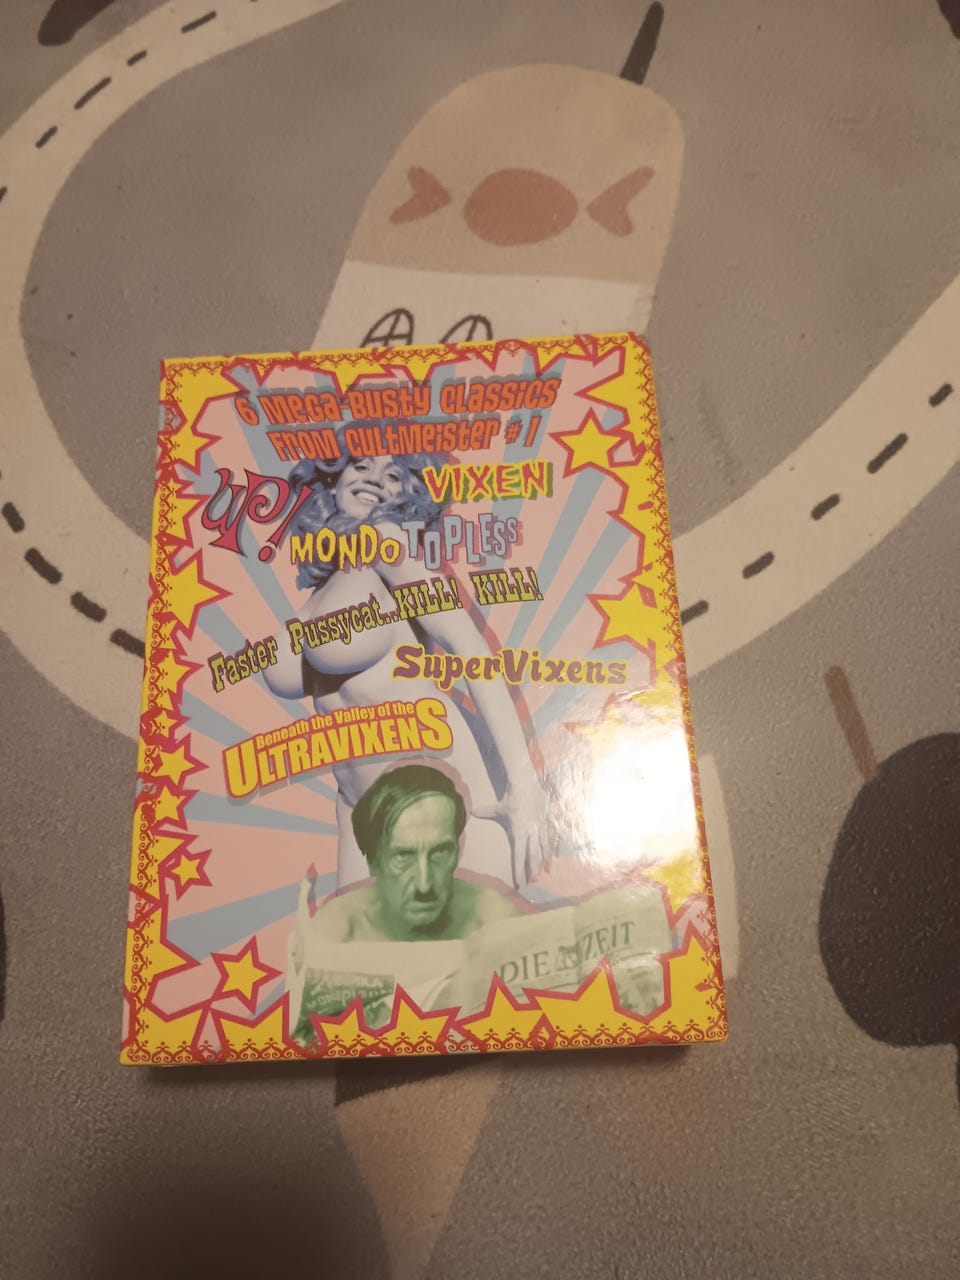 6 MEGA-BUSTY CLASSICS
FROM CULTMEISTER #1
UP!
VIXEN
MONDO TOPLESS
Faster Pussycat..KILL! KILL!
SuperVixens
Beneath the Valley of the
ULTRAVIXENS
DIE ZEIT